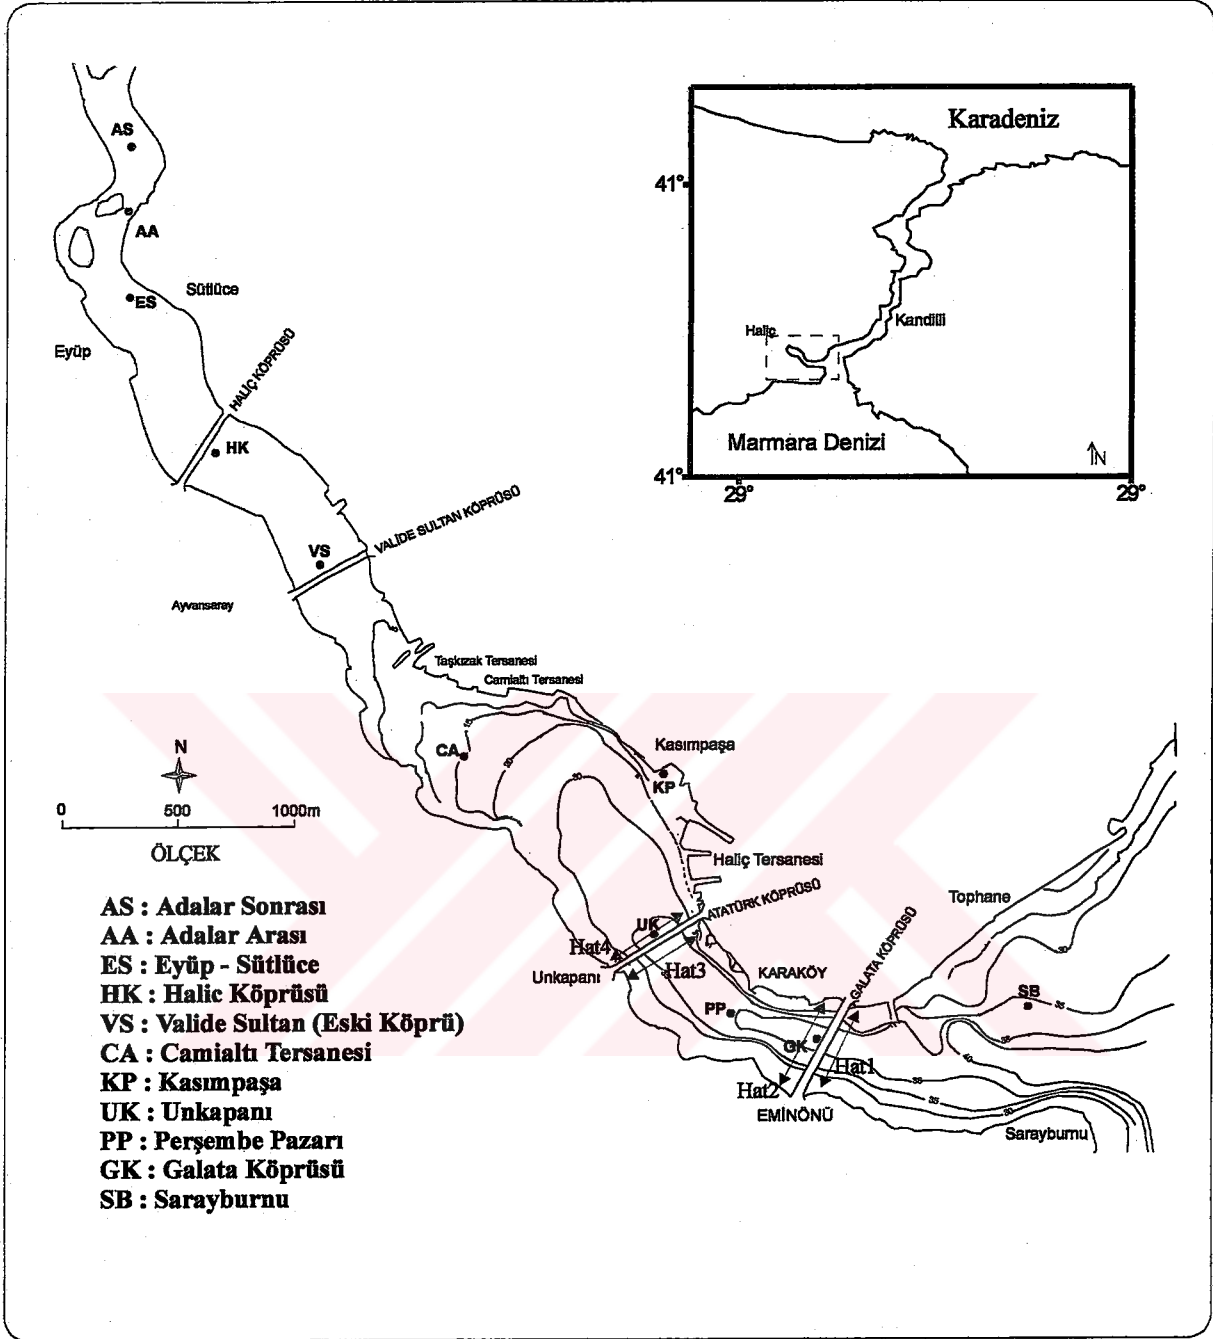 Karadeniz
41°
Kandilli
Haliç
Marmara Denizi
N
41°
29°
29°
AS
AA
Sütlüce
ES
Eyüp
HALİÇ KÖPRÜSÜ
HK
VALİDE SULTAN KÖPRÜSÜ
VS
Ayvansaray
Taşkızak Tersanesi
Camialtı Tersanesi
CA
Kasımpaşa
KP
N
0 500 1000m
ÖLÇEK
Haliç Tersanesi
ATATÜRK KÖPRÜSÜ
UK
Hat4
Hat3
Unkapanı
KARAKÖY
Tophane
GALATA KÖPRÜSÜ
PP
SB
GK
Hat1
Hat2
EMİNÖNÜ
35
35
30
Sarayburnu
AS : Adalar Sonrası
AA : Adalar Arası
ES : Eyüp - Sütlüce
HK : Halic Köprüsü
VS : Valide Sultan (Eski Köprü)
CA : Camialtı Tersanesi
KP : Kasımpaşa
UK : Unkapanı
PP : Perşembe Pazarı
GK : Galata Köprüsü
SB : Sarayburnu